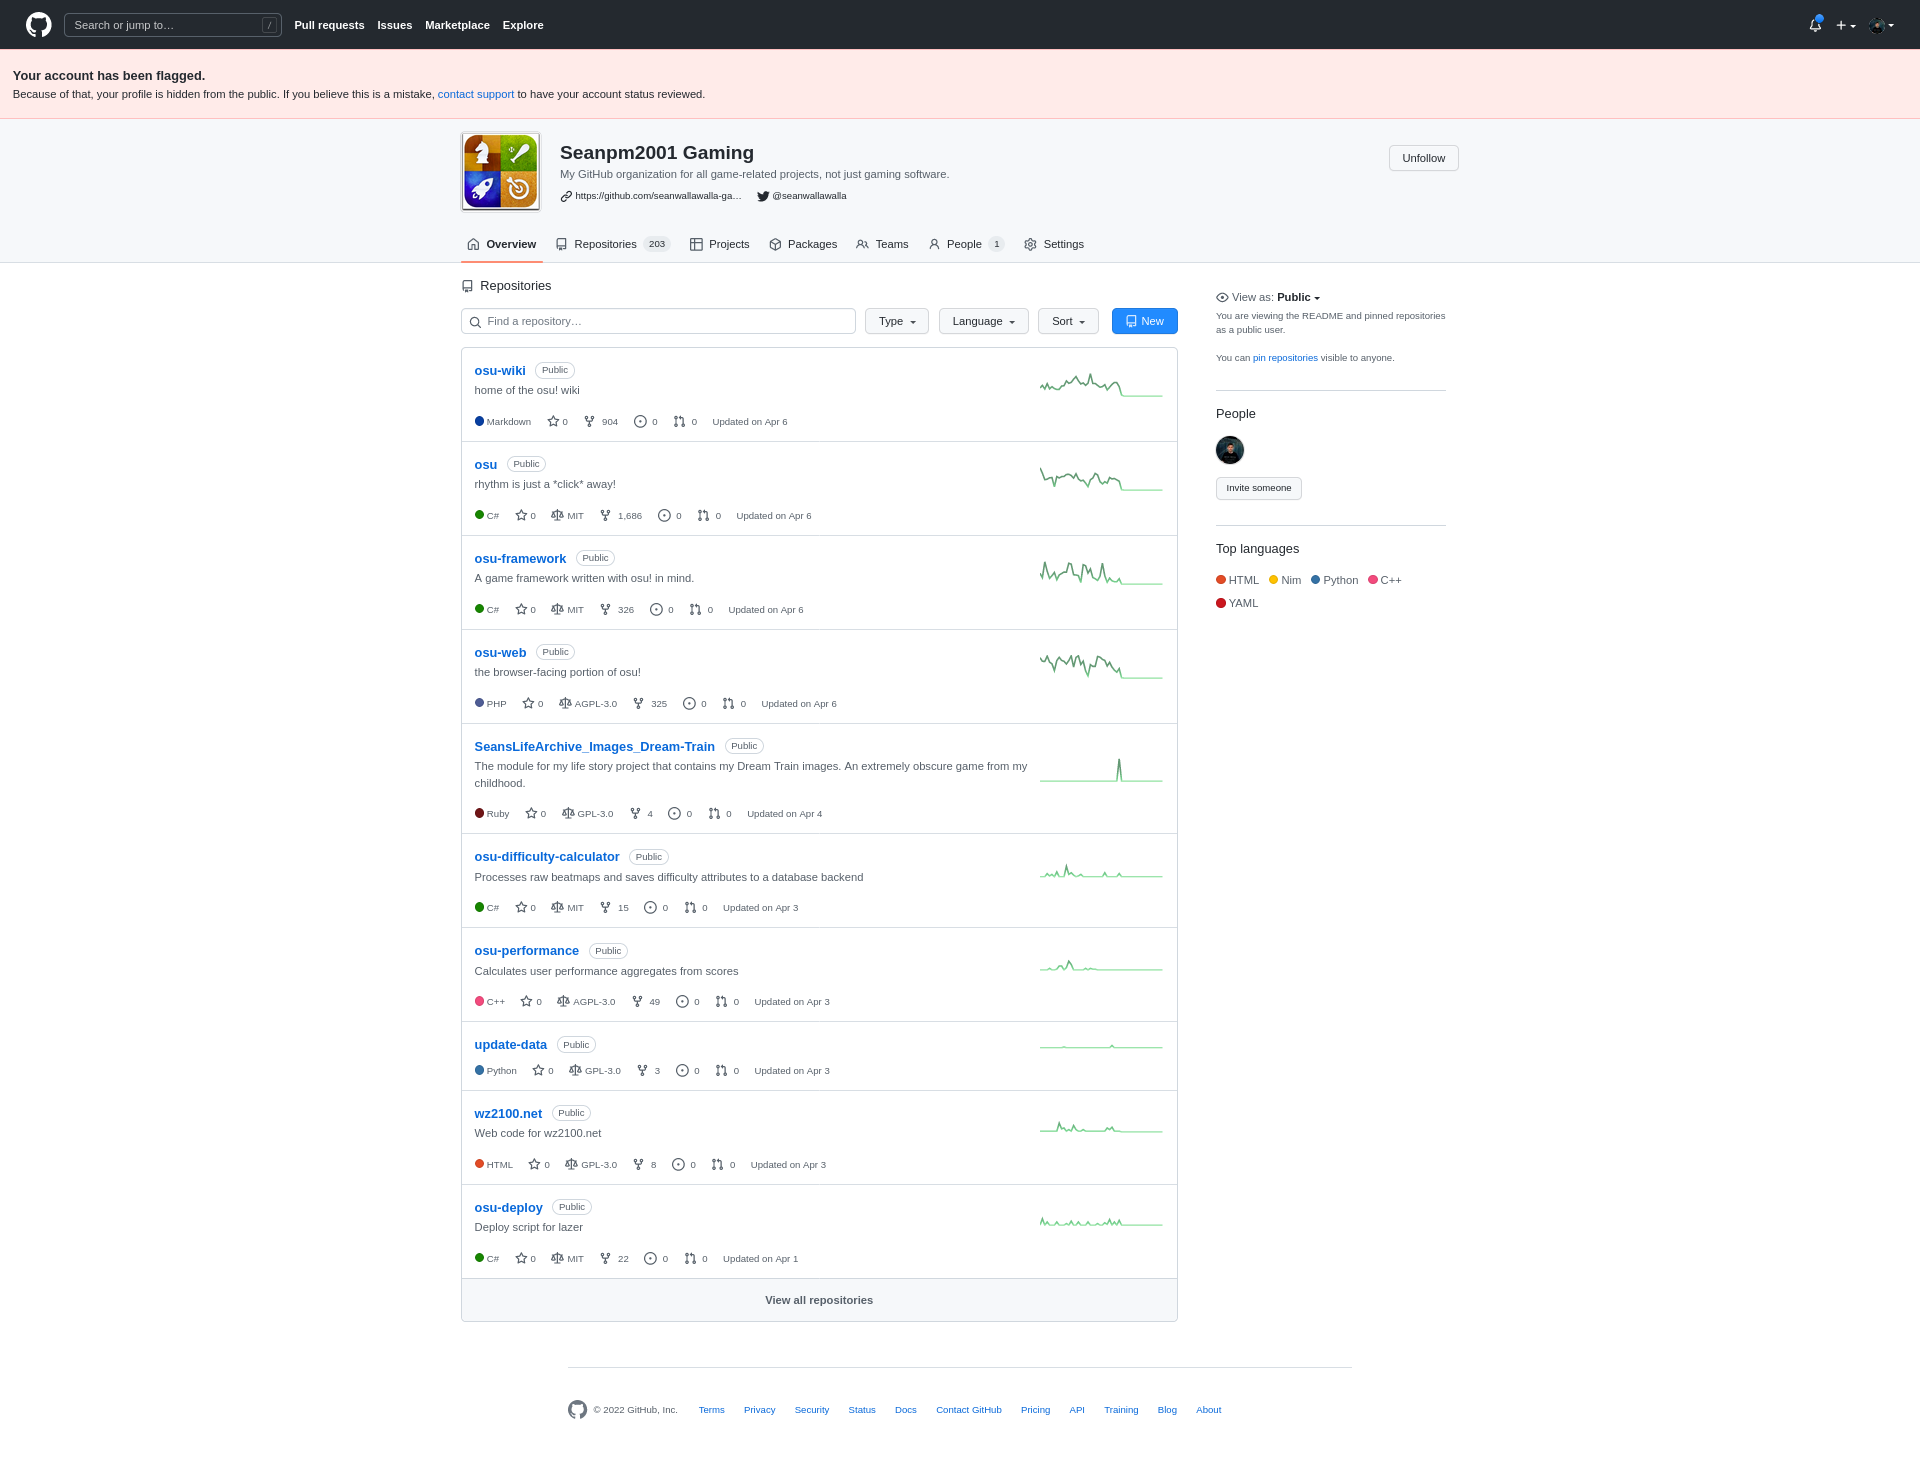 Search or jump to… /
Pull requests Issues Marketplace Explore
Your account has been flagged.
Because of that, your profile is hidden from the public. If you believe this is a mistake, contact support to have your account status reviewed.
Seanpm2001 Gaming
Unfollow
My GitHub organization for all game-related projects, not just gaming software.
https://github.com/seanwallawalla-ga… @seanwallawalla
Overview Repositories 203 Projects Packages Teams People 1 Settings
Repositories
Find a repository… Type Language Sort New
osu-wiki Public
home of the osu! wiki
Markdown 0 904 0 0 Updated on Apr 6
osu Public
rhythm is just a *click* away!
C# 0 MIT 1,686 0 0 Updated on Apr 6
osu-framework Public
A game framework written with osu! in mind.
C# 0 MIT 326 0 0 Updated on Apr 6
osu-web Public
the browser-facing portion of osu!
PHP 0 AGPL-3.0 325 0 0 Updated on Apr 6
SeansLifeArchive_Images_Dream-Train Public
The module for my life story project that contains my Dream Train images. An extremely obscure game from my
childhood.
Ruby 0 GPL-3.0 4 0 0 Updated on Apr 4
osu-difficulty-calculator Public
Processes raw beatmaps and saves difficulty attributes to a database backend
C# 0 MIT 15 0 0 Updated on Apr 3
osu-performance Public
Calculates user performance aggregates from scores
C++ 0 AGPL-3.0 49 0 0 Updated on Apr 3
update-data Public
Python 0 GPL-3.0 3 0 0 Updated on Apr 3
wz2100.net Public
Web code for wz2100.net
HTML 0 GPL-3.0 8 0 0 Updated on Apr 3
osu-deploy Public
Deploy script for lazer
C# 0 MIT 22 0 0 Updated on Apr 1
View all repositories
View as: Public
You are viewing the README and pinned repositories
as a public user.
You can pin repositories visible to anyone.
People
Invite someone
Top languages
HTML Nim Python C++
YAML
© 2022 GitHub, Inc. Terms Privacy Security Status Docs Contact GitHub Pricing API Training Blog About